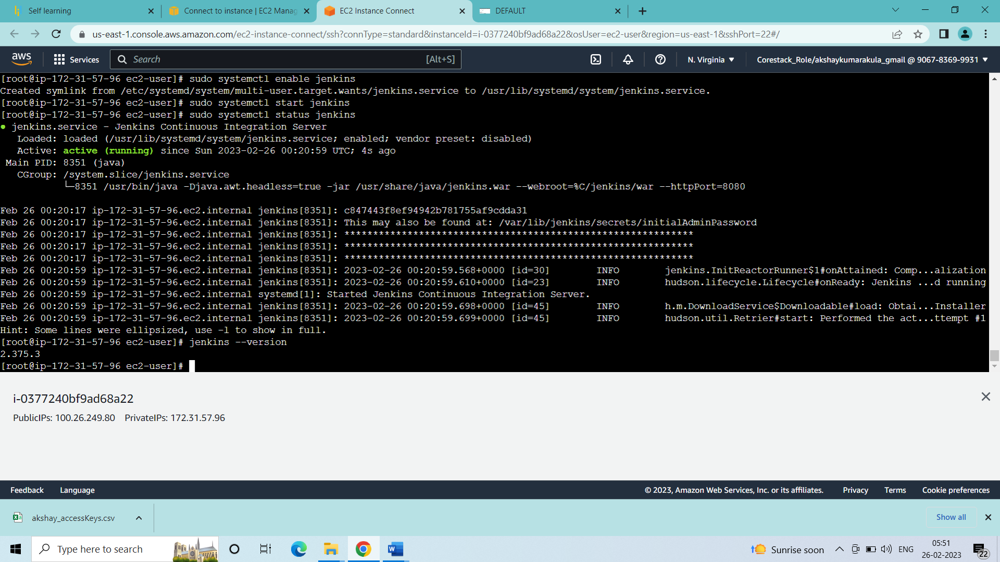 Self learning
Connect to instance | EC2 Manag
EC2 Instance Connect
DEFAULT
us-east-1.console.aws.amazon.com/ec2-instance-connect/ssh?connType=standard&instanceId=i-0377240bf9ad68a22&osUser=ec2-user&region=us-east-1&sshPort=22#/
aws
Services
Search
[Alt+S]
N. Virginia
Corestack_Role/akshaykumarakula_gmail @ 9067-8369-9931
[root@ip-172-31-57-96 ec2-user]# sudo systemctl enable jenkins
Created symlink from /etc/systemd/system/multi-user.target.wants/jenkins.service to /usr/lib/systemd/system/jenkins.service.
[root@ip-172-31-57-96 ec2-user]# sudo systemctl start jenkins
[root@ip-172-31-57-96 ec2-user]# sudo systemctl status jenkins
● jenkins.service - Jenkins Continuous Integration Server
Loaded: loaded (/usr/lib/systemd/system/jenkins.service; enabled; vendor preset: disabled)
Active: active (running) since Sun 2023-02-26 00:20:59 UTC; 4s ago
Main PID: 8351 (java)
CGroup: /system.slice/jenkins.service
└─8351 /usr/bin/java -Djava.awt.headless=true -jar /usr/share/java/jenkins.war --webroot=%C/jenkins/war --httpPort=8080
Feb 26 00:20:17 ip-172-31-57-96.ec2.internal jenkins[8351]: c847443f8ef94942b781755af9cdda31
Feb 26 00:20:17 ip-172-31-57-96.ec2.internal jenkins[8351]: This may also be found at: /var/lib/jenkins/secrets/initialAdminPassword
Feb 26 00:20:17 ip-172-31-57-96.ec2.internal jenkins[8351]: *************************************************************
Feb 26 00:20:17 ip-172-31-57-96.ec2.internal jenkins[8351]: *************************************************************
Feb 26 00:20:17 ip-172-31-57-96.ec2.internal jenkins[8351]: *************************************************************
Feb 26 00:20:59 ip-172-31-57-96.ec2.internal jenkins[8351]: 2023-02-26 00:20:59.568+0000 [id=30] INFO jenkins.InitReactorRunner$1#onAttained: Comp...alization
Feb 26 00:20:59 ip-172-31-57-96.ec2.internal jenkins[8351]: 2023-02-26 00:20:59.610+0000 [id=23] INFO hudson.lifecycle.Lifecycle#onReady: Jenkins ...d running
Feb 26 00:20:59 ip-172-31-57-96.ec2.internal systemd[1]: Started Jenkins Continuous Integration Server.
Feb 26 00:20:59 ip-172-31-57-96.ec2.internal jenkins[8351]: 2023-02-26 00:20:59.698+0000 [id=45] INFO h.m.DownloadService$Downloadable#load: Obtai...Installer
Feb 26 00:20:59 ip-172-31-57-96.ec2.internal jenkins[8351]: 2023-02-26 00:20:59.699+0000 [id=45] INFO hudson.util.Retrier#start: Performed the act...ttempt #1
Hint: Some lines were ellipsized, use -l to show in full.
[root@ip-172-31-57-96 ec2-user]# jenkins --version
2.375.3
[root@ip-172-31-57-96 ec2-user]#
i-0377240bf9ad68a22
PublicIPs: 100.26.249.80 PrivateIPs: 172.31.57.96
Feedback
Language
© 2023, Amazon Web Services, Inc. or its affiliates.
Privacy
Terms
Cookie preferences
akshay_accessKeys.csv
Show all
Type here to search
Sunrise soon
ENG
05:51
26-02-2023
22